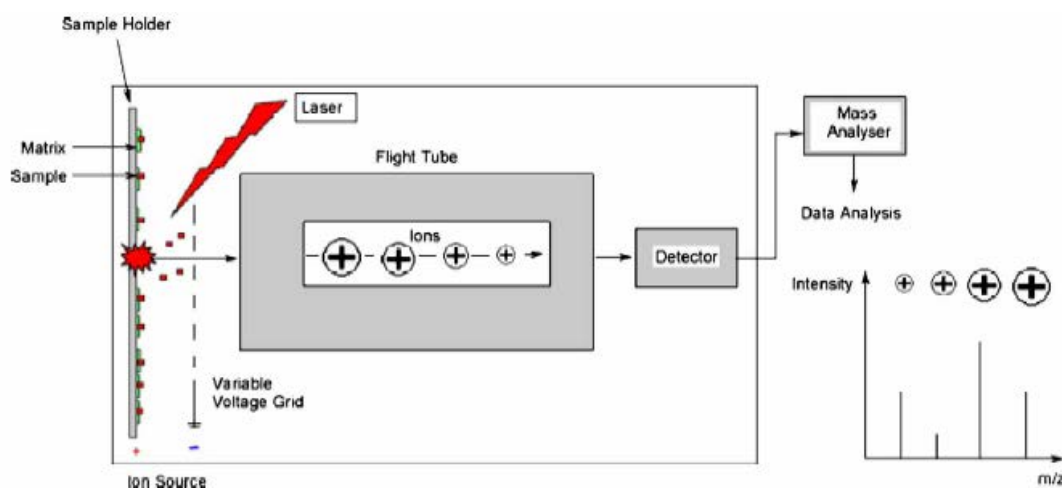 Sample Holder
Laser
Mass
Analyser
Matrix
Flight Tube
Sample
Data Analysis
Ions
Detector
Intensity
Variable
Voltage Grid
+
-
Ion Source
m/z